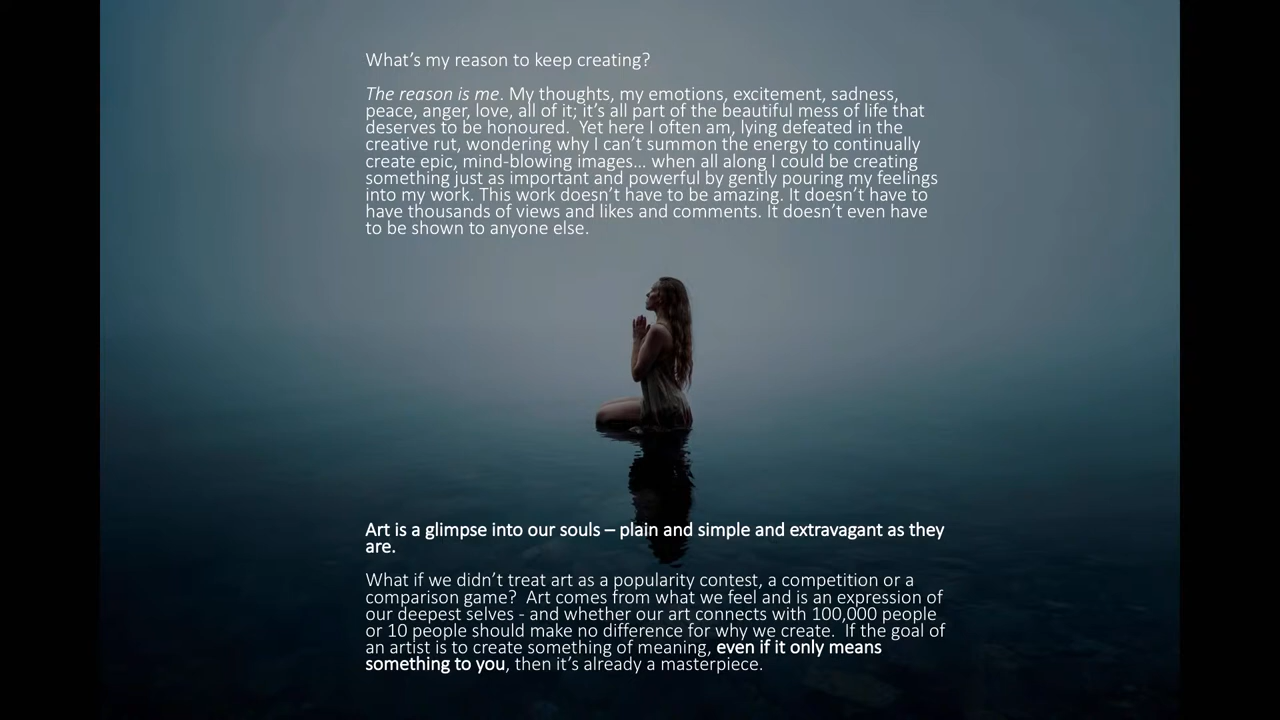 What’s my reason to keep creating?
The reason is me. My thoughts, my emotions, excitement, sadness,
peace, anger, love, all of it; it’s all part of the beautiful mess of life that
deserves to be honoured.  Yet here I often am, lying defeated in the
creative rut, wondering why I can’t summon the energy to continually
create epic, mind-blowing images… when all along I could be creating
something just as important and powerful by gently pouring my feelings
into my work. This work doesn’t have to be amazing. It doesn’t have to
have thousands of views and likes and comments. It doesn’t even have
to be shown to anyone else.
Art is a glimpse into our souls – plain and simple and extravagant as they
are.
What if we didn’t treat art as a popularity contest, a competition or a
comparison game?  Art comes from what we feel and is an expression of
our deepest selves - and whether our art connects with 100,000 people
or 10 people should make no difference for why we create.  If the goal of
an artist is to create something of meaning, even if it only means
something to you, then it’s already a masterpiece.